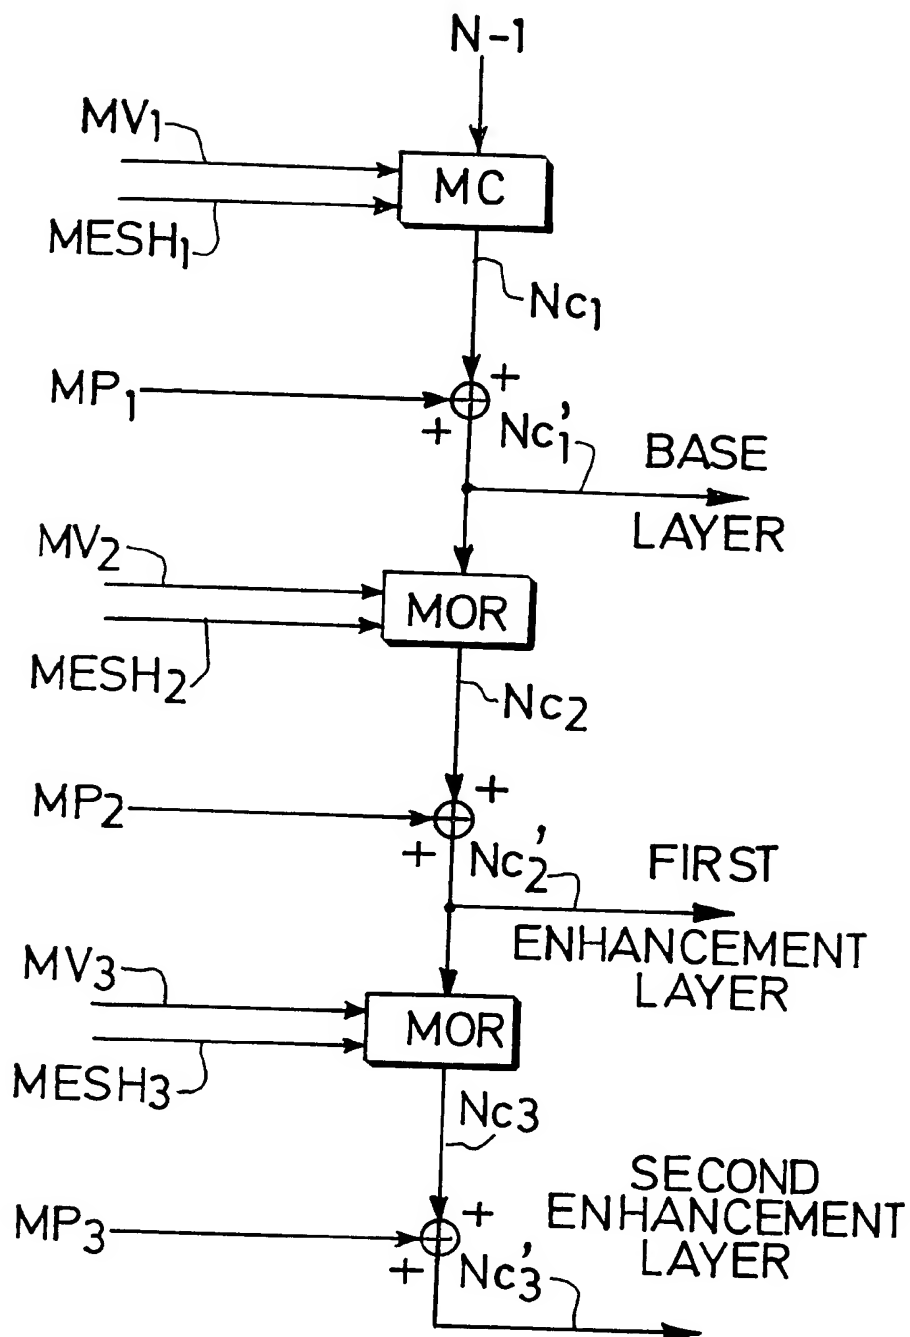 N-1
MV1
MC
MESH1
Nc1
MP1
+
+
Nc1'
BASE
LAYER
MV2
MOR
MESH2
Nc2
MP2
+
+
Nc2'
FIRST
ENHANCEMENT
LAYER
MV3
MOR
MESH3
Nc3
SECOND
ENHANCEMENT
LAYER
MP3
+
+
Nc3'